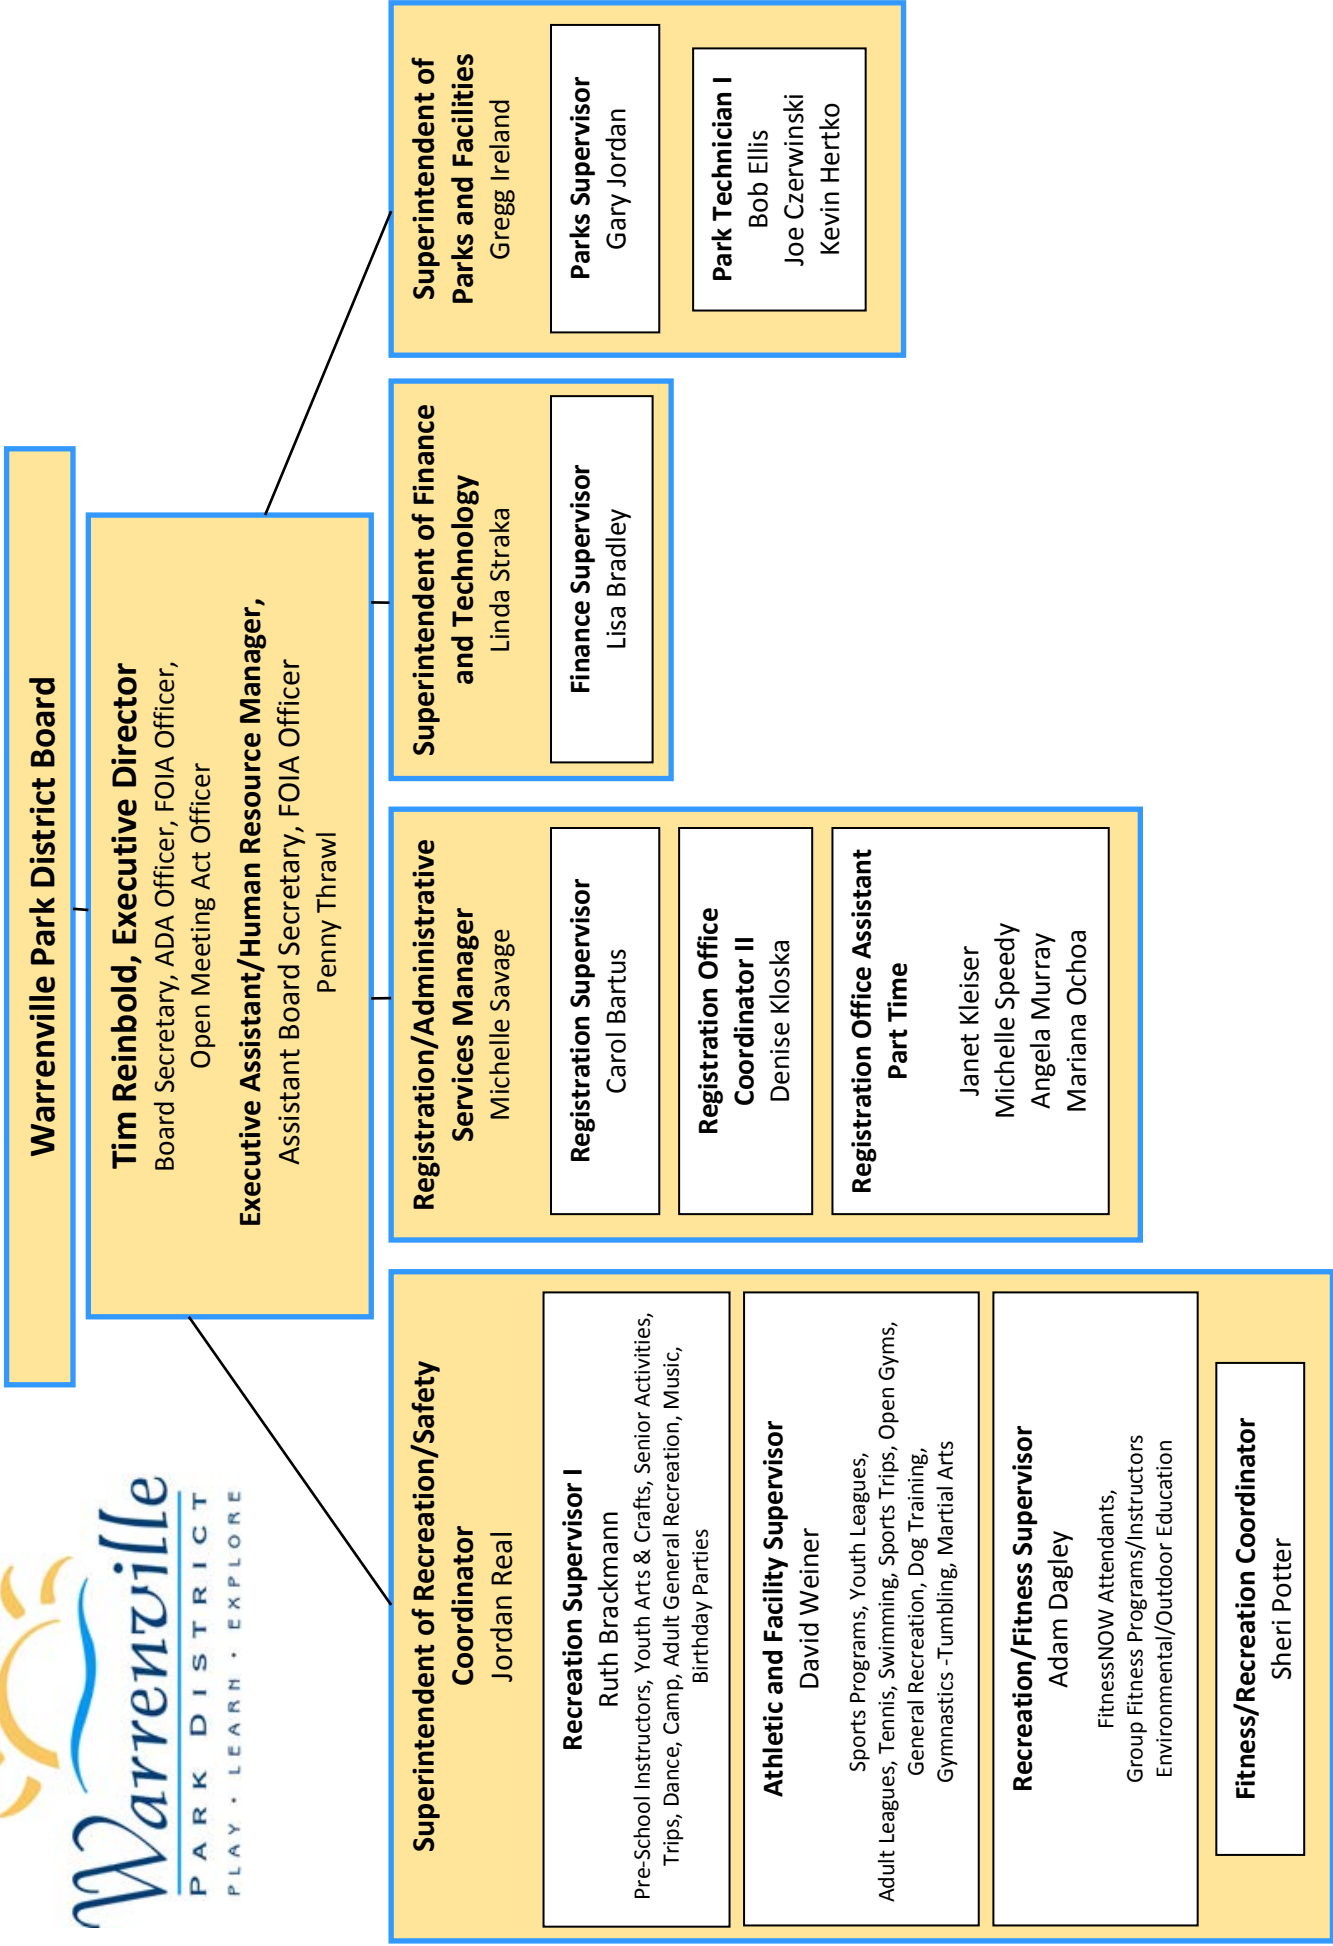 Warrenville
PARK DISTRICT
PLAY • LEARN • EXPLORE
Warrenville Park District Board
Tim Reinbold, Executive Director
Board Secretary, ADA Officer, FOIA Officer,
Open Meeting Act Officer
Executive Assistant/Human Resource Manager,
Assistant Board Secretary, FOIA Officer
Penny Thrawl
Superintendent of Recreation/Safety
Coordinator
Jordan Real
Recreation Supervisor I
Ruth Brackmann
Pre-School Instructors, Youth Arts & Crafts, Senior Activities,
Trips, Dance, Camp, Adult General Recreation, Music,
Birthday Parties
Athletic and Facility Supervisor
David Weiner
Sports Programs, Youth Leagues,
Adult Leagues, Tennis, Swimming, Sports Trips, Open Gyms,
General Recreation, Dog Training,
Gymnastics -Tumbling, Martial Arts
Recreation/Fitness Supervisor
Adam Dagley
FitnessNOW Attendants,
Group Fitness Programs/Instructors
Environmental/Outdoor Education
Fitness/Recreation Coordinator
Sheri Potter
Registration/Administrative
Services Manager
Michelle Savage
Registration Supervisor
Carol Bartus
Registration Office
Coordinator II
Denise Kloska
Registration Office Assistant
Part Time
Janet Kleiser
Michelle Speedy
Angela Murray
Mariana Ochoa
Superintendent of Finance
and Technology
Linda Straka
Finance Supervisor
Lisa Bradley
Superintendent of
Parks and Facilities
Gregg Ireland
Parks Supervisor
Gary Jordan
Park Technician I
Bob Ellis
Joe Czerwinski
Kevin Hertko